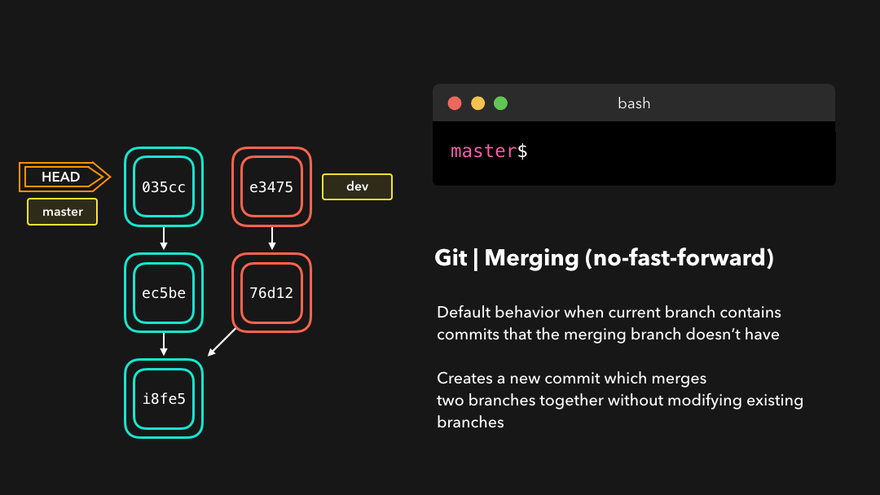 bash
master$
HEAD
master
035cc
e3475
dev
ec5be
76d12
i8fe5
Git | Merging (no-fast-forward)
Default behavior when current branch contains
commits that the merging branch doesn’t have
Creates a new commit which merges
two branches together without modifying existing
branches